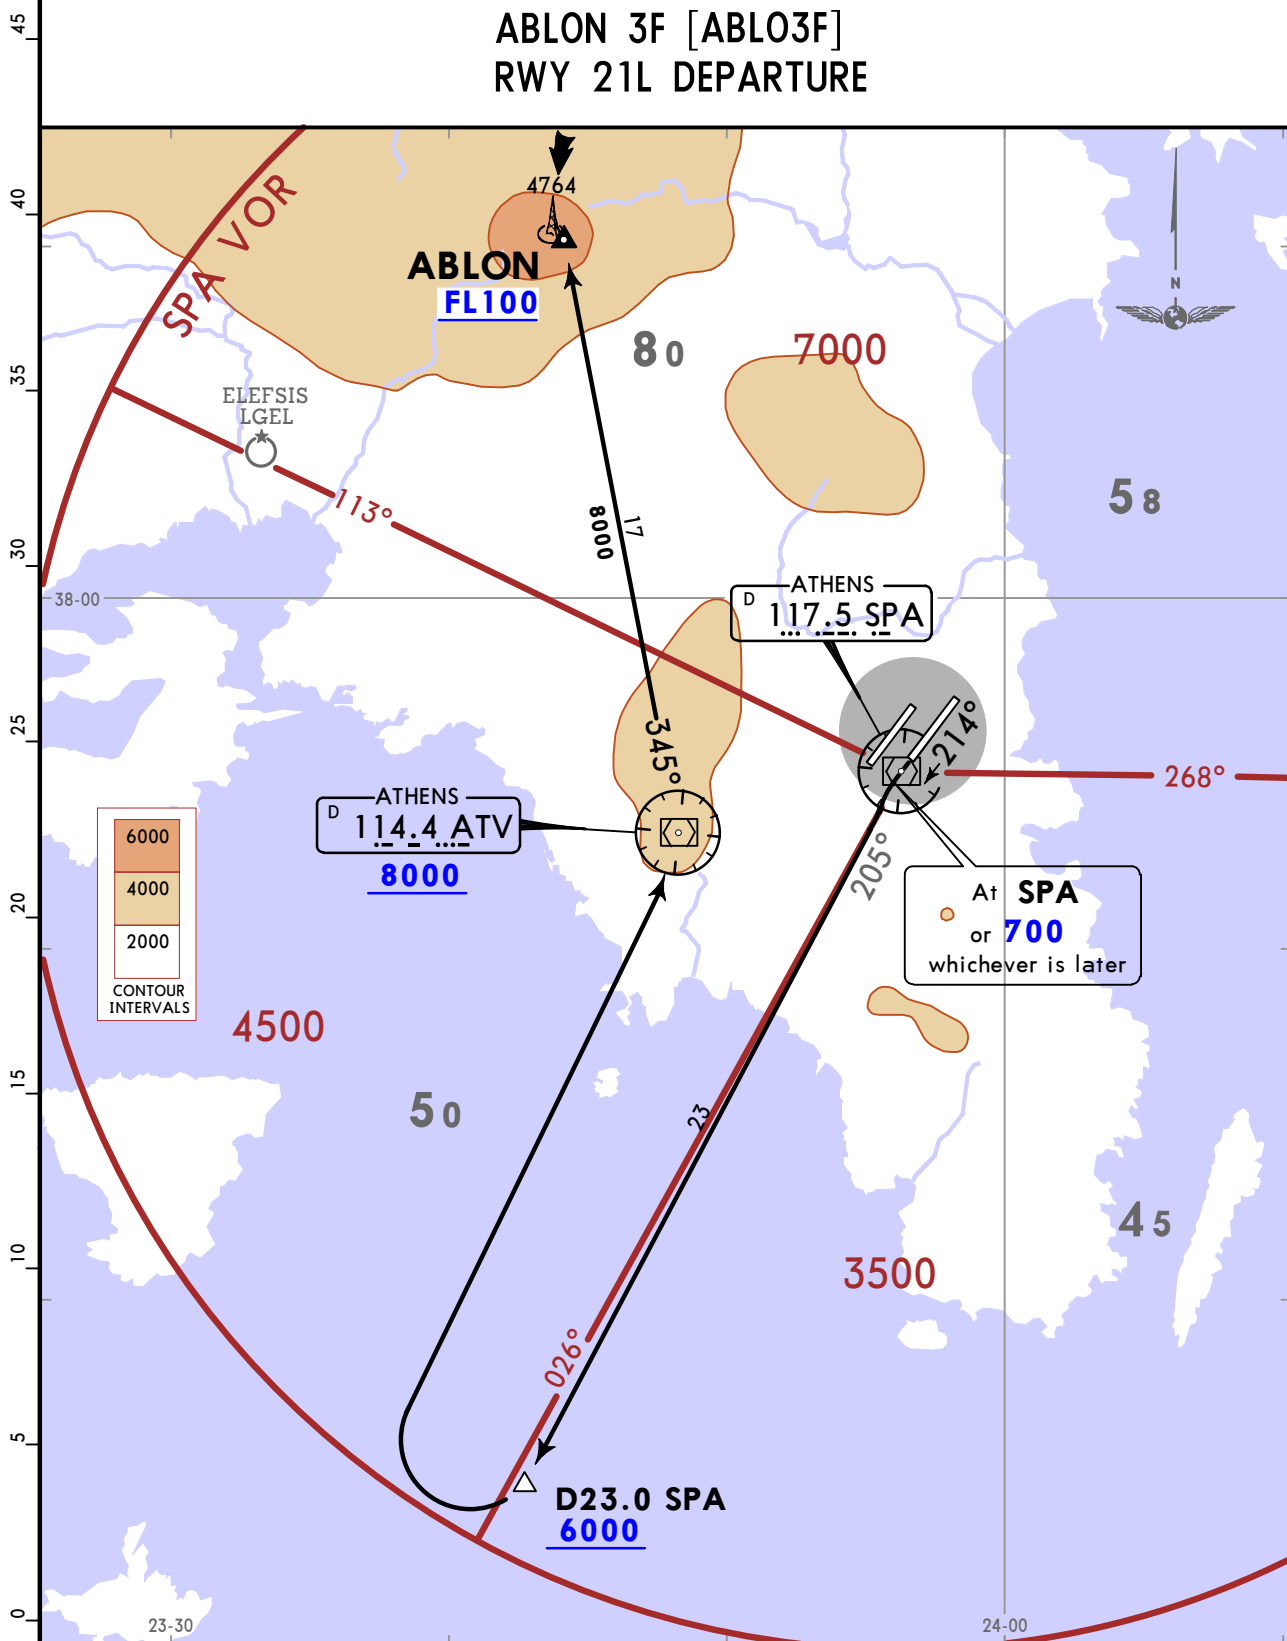 ABLON 3F [ABLO3F]
RWY 21L DEPARTURE
45
40
35
30
25
20
15
10
5
0
4764
ABLON
FL100
SPA VOR
80
7000
ELEFSIS
LGEL
58
113°
8000
17
38-00
ATHENS
D 117.5 SPA
N
345°
214°
268°
ATHENS
D 114.4 ATV
8000
205°
At SPA
or 700
whichever is later
6000
4000
2000
CONTOUR
INTERVALS
4500
50
23
45
3500
026°
D23.0 SPA
6000
23-30
24-00